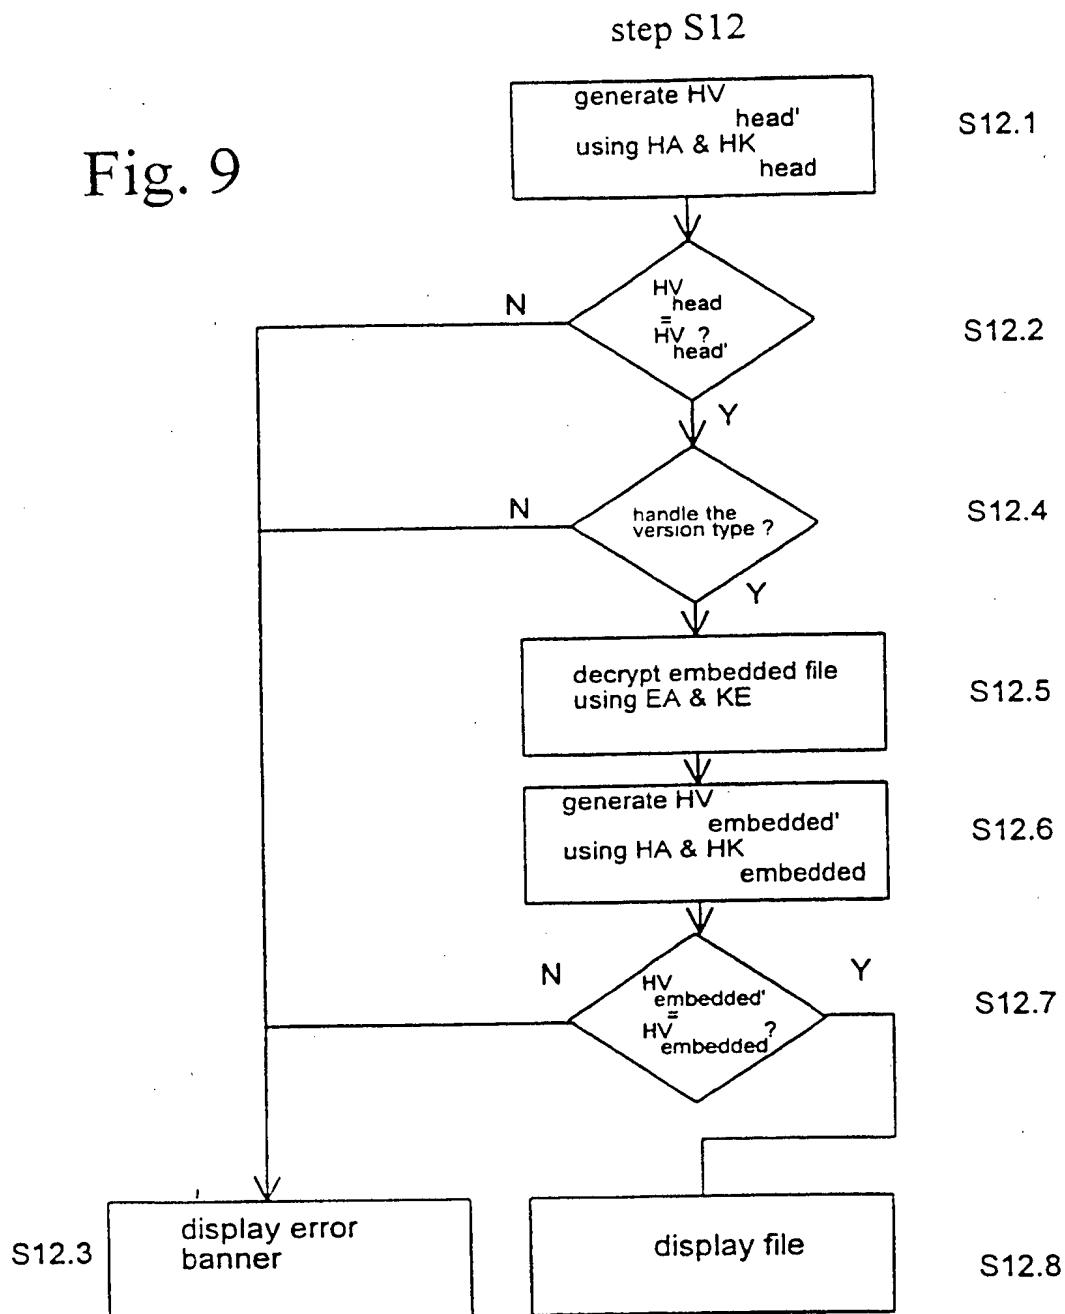 step S12
Fig. 9
generate HV
head'
using HA & HK
head
S12.1
HV
head
=
HV ?
head'
N
Y
S12.2
handle the
version type ?
N
Y
S12.4
decrypt embedded file
using EA & KE
S12.5
generate HV
embedded'
using HA & HK
embedded
S12.6
HV
embedded'
=
HV ?
embedded
N
Y
S12.7
display error
banner
S12.3
display file
S12.8